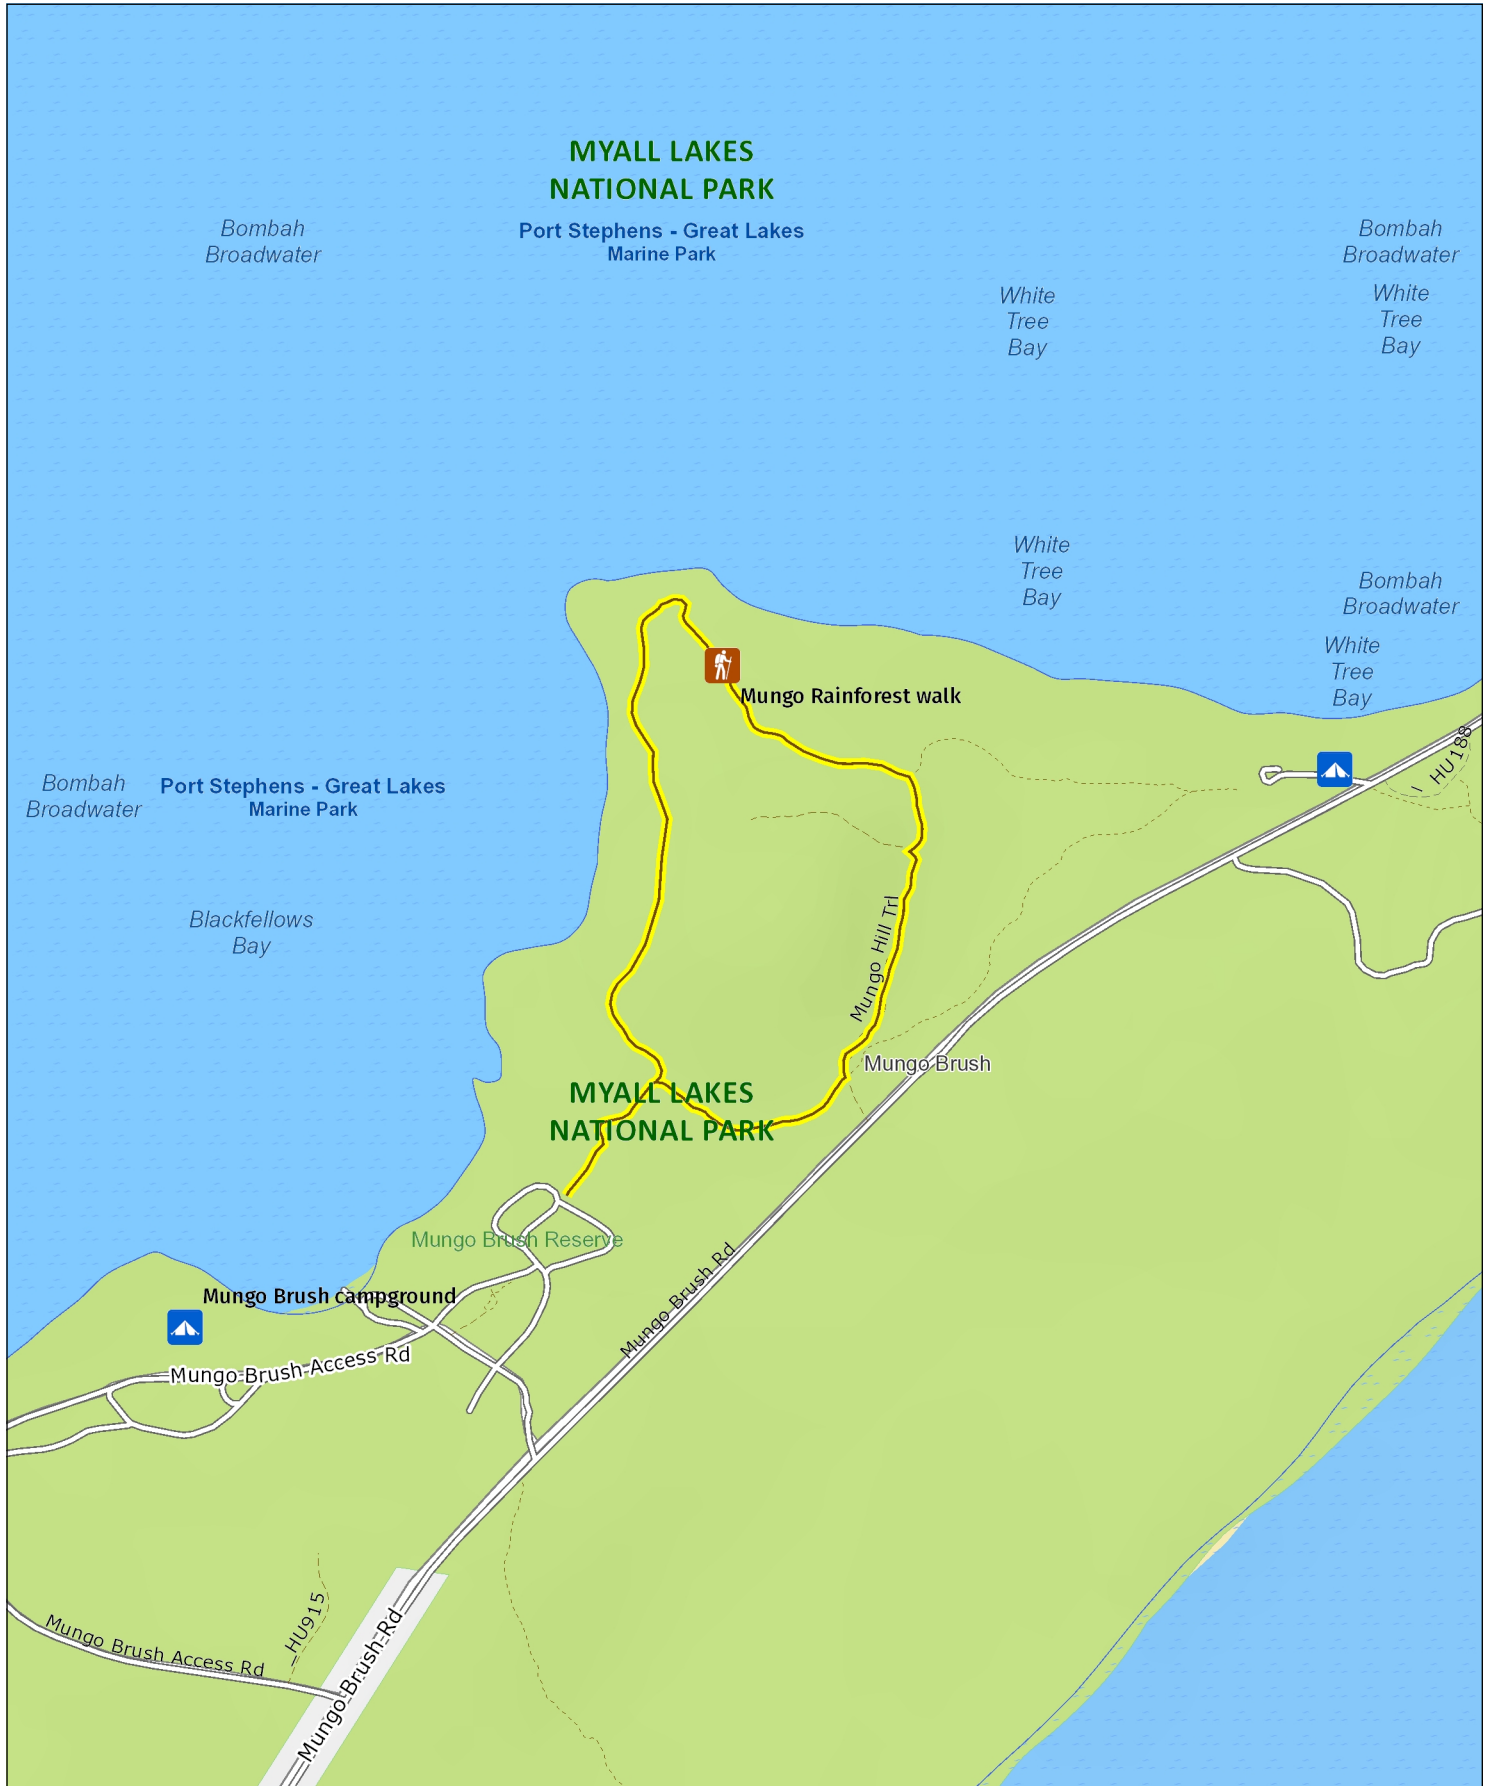 MYALL LAKES
NATIONAL PARK
Port Stephens - Great Lakes
Marine Park
Bombah
Broadwater
Bombah
Broadwater
White
Tree
Bay
White
Tree
Bay
White
Tree
Bay
Bombah
Broadwater
White
Tree
Bay
Mungo Rainforest walk
HU188
Bombah
Broadwater
Port Stephens - Great Lakes
Marine Park
Blackfellows
Bay
Mungo Hill Trl
Mungo Brush
MYALL LAKES
NATIONAL PARK
Mungo Brush Reserve
Mungo Brush campground
Mungo Brush Rd
Mungo Brush Access Rd
HU915
Mungo Brush Access Rd
Mungo Brush Rd